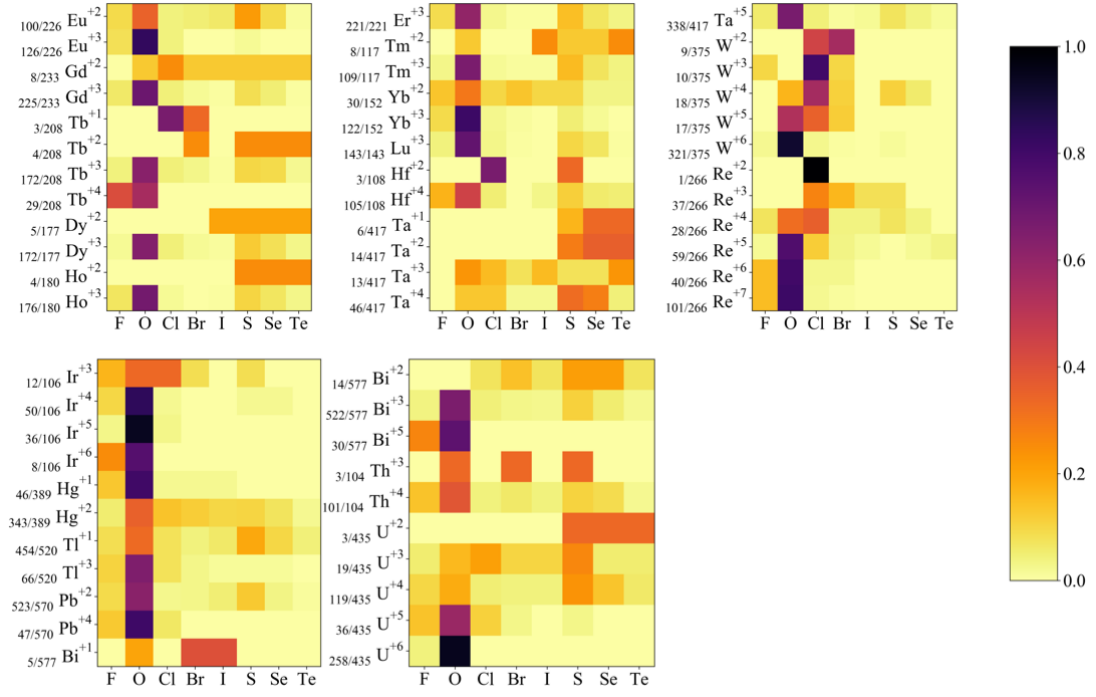 Eu+2
100/226
Eu+3
126/226
Gd+2
8/233
Gd+3
225/233
Tb+1
3/208
Tb+2
4/208
Tb+3
172/208
Tb+4
29/208
Dy+2
5/177
Dy+3
172/177
Ho+2
4/180
Ho+3
176/180
F O Cl Br I S Se Te
Er+3
221/221
Tm+2
8/117
Tm+3
109/117
Yb+2
30/152
Yb+3
122/152
Lu+3
143/143
Hf+2
3/108
Hf+4
105/108
Ta+1
6/417
Ta+2
14/417
Ta+3
13/417
Ta+4
46/417
F O Cl Br I S Se Te
Ta+5
338/417
W+2
9/375
W+3
10/375
W+4
18/375
W+5
17/375
W+6
321/375
Re+2
1/266
Re+3
37/266
Re+4
28/266
Re+5
59/266
Re+6
40/266
Re+7
101/266
F O Cl Br I S Se Te
1.0
0.8
0.6
0.4
0.2
0.0
Ir+3
12/106
Ir+4
50/106
Ir+5
36/106
Ir+6
8/106
Hg+1
46/389
Hg+2
343/389
Tl+1
454/520
Tl+3
66/520
Pb+2
523/570
Pb+4
47/570
Bi+1
5/577
F O Cl Br I S Se Te
Bi+2
14/577
Bi+3
522/577
Bi+5
30/577
Th+3
3/104
Th+4
101/104
U+2
3/435
U+3
19/435
U+4
119/435
U+5
36/435
U+6
258/435
F O Cl Br I S Se Te